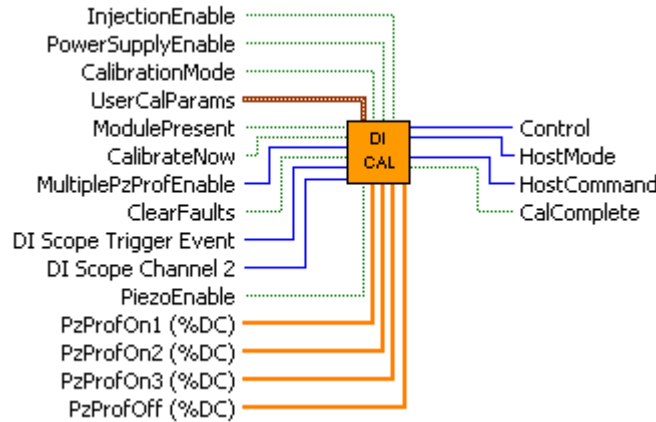 InjectionEnable
PowerSupplyEnable
CalibrationMode
UserCalParams
ModulePresent
CalibrateNow
MultiplePzProfEnable
ClearFaults
DI Scope Trigger Event
DI Scope Channel 2
PiezoEnable
PzProfOn1 (%DC)
PzProfOn2 (%DC)
PzProfOn3 (%DC)
PzProfOff (%DC)
DI
CAL
Control
HostMode
HostCommand
CalComplete